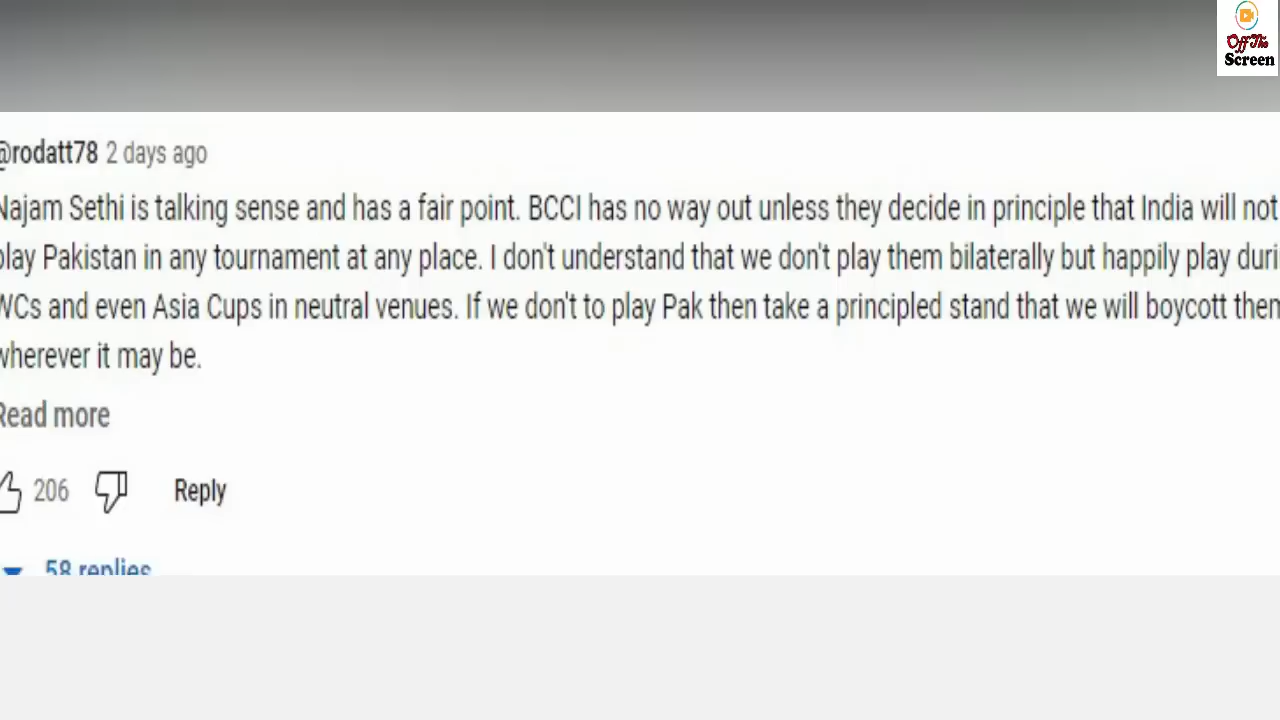 Off The
Screen
@rodatt78 2 days ago
Najam Sethi is talking sense and has a fair point. BCCI has no way out unless they decide in principle that India will not
play Pakistan in any tournament at any place. I don't understand that we don't play them bilaterally but happily play duri
WCs and even Asia Cups in neutral venues. If we don't to play Pak then take a principled stand that we will boycott them
wherever it may be.
Read more
206 Reply
58 replies